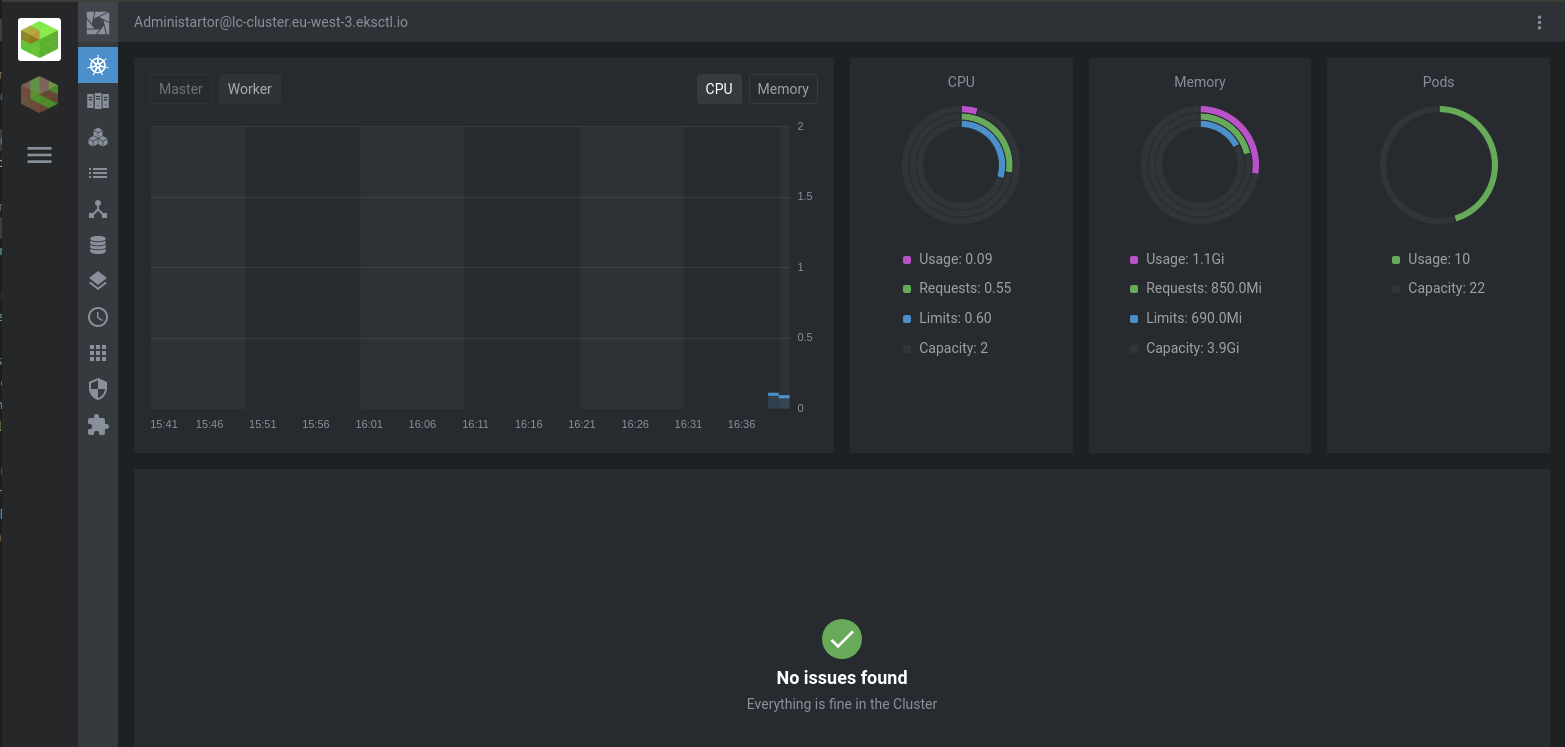 Administartor@lc-cluster.eu-west-3.eksctl.io
Master Worker CPU Memory
2
1.5
1
0.5
0
15:41 15:46 15:51 15:56 16:01 16:06 16:11 16:16 16:21 16:26 16:31 16:36
CPU
Usage: 0.09
Requests: 0.55
Limits: 0.60
Capacity: 2
Memory
Usage: 1.1Gi
Requests: 850.0Mi
Limits: 690.0Mi
Capacity: 3.9Gi
Pods
Usage: 10
Capacity: 22
No issues found
Everything is fine in the Cluster